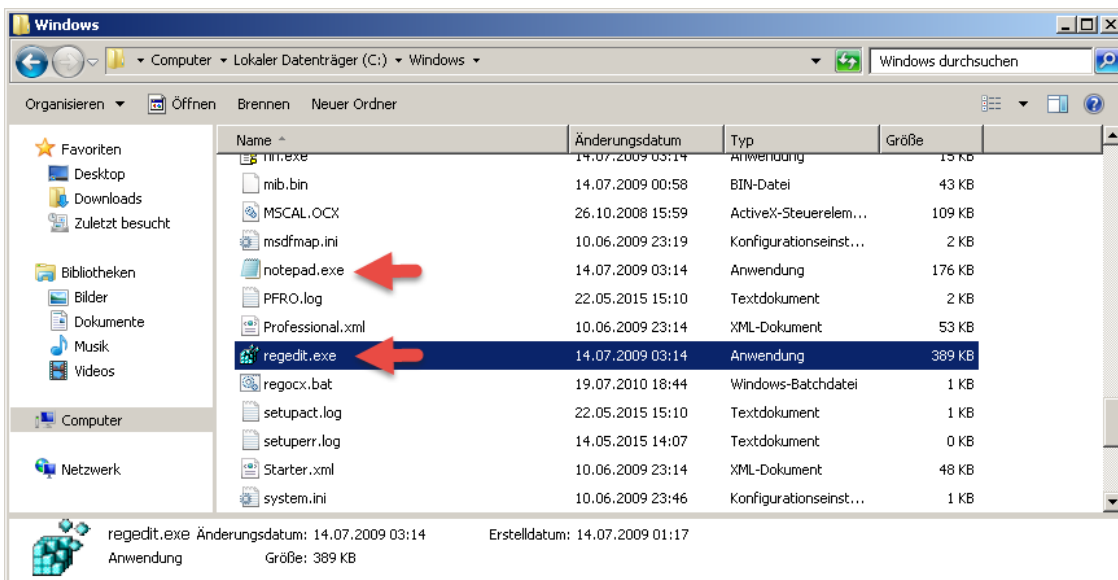 Windows
Computer Lokaler Datenträger (C:) Windows
Windows durchsuchen
Organisieren Öffnen Brennen Neuer Ordner
Favoriten
Desktop
Downloads
Zuletzt besucht
Bibliotheken
Bilder
Dokumente
Musik
Videos
Computer
Netzwerk
Name Änderungsdatum Typ Größe
14.07.2009 03:14 Anwendung 15 KB
mib.bin 14.07.2009 00:58 BIN-Datei 43 KB
MSCAL.OCX 26.10.2008 15:59 ActiveX-Steuerelem... 109 KB
msdfmap.ini 10.06.2009 23:19 Konfigurationseinst... 2 KB
notepad.exe 14.07.2009 03:14 Anwendung 176 KB
PFRO.log 22.05.2015 15:10 Textdokument 2 KB
Professional.xml 10.06.2009 23:14 XML-Dokument 53 KB
regedit.exe 14.07.2009 03:14 Anwendung 389 KB
regocx.bat 19.07.2010 18:44 Windows-Batchdatei 1 KB
setupact.log 22.05.2015 15:10 Textdokument 1 KB
setuperr.log 14.05.2015 14:07 Textdokument 0 KB
Starter.xml 10.06.2009 23:14 XML-Dokument 48 KB
system.ini 10.06.2009 23:46 Konfigurationseinst... 1 KB
regedit.exe Änderungsdatum: 14.07.2009 03:14 Erstelldatum: 14.07.2009 01:17
Anwendung Größe: 389 KB